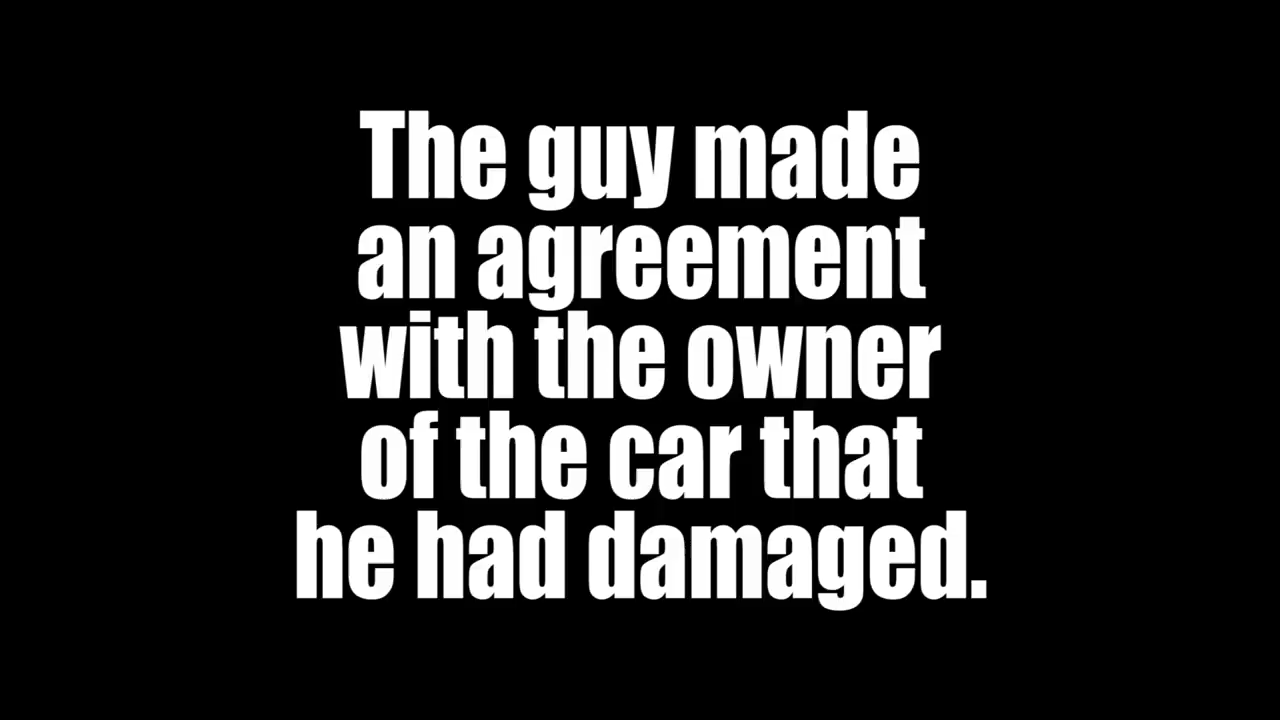 The guy made
an agreement
with the owner
of the car that
he had damaged.